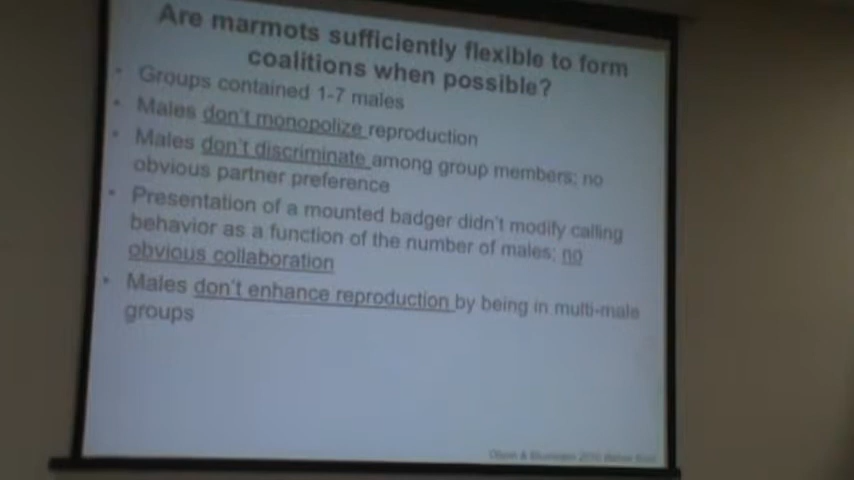 Are marmots sufficiently flexible to form
coalitions when possible?
• Groups contained 1-7 males
• Males don't monopolize reproduction
• Males don't discriminate among group members; no
obvious partner preference
• Presentation of a mounted badger didn't modify calling
behavior as a function of the number of males; no
obvious collaboration
• Males don't enhance reproduction by being in multi-male
groups
& Blumstein 2010